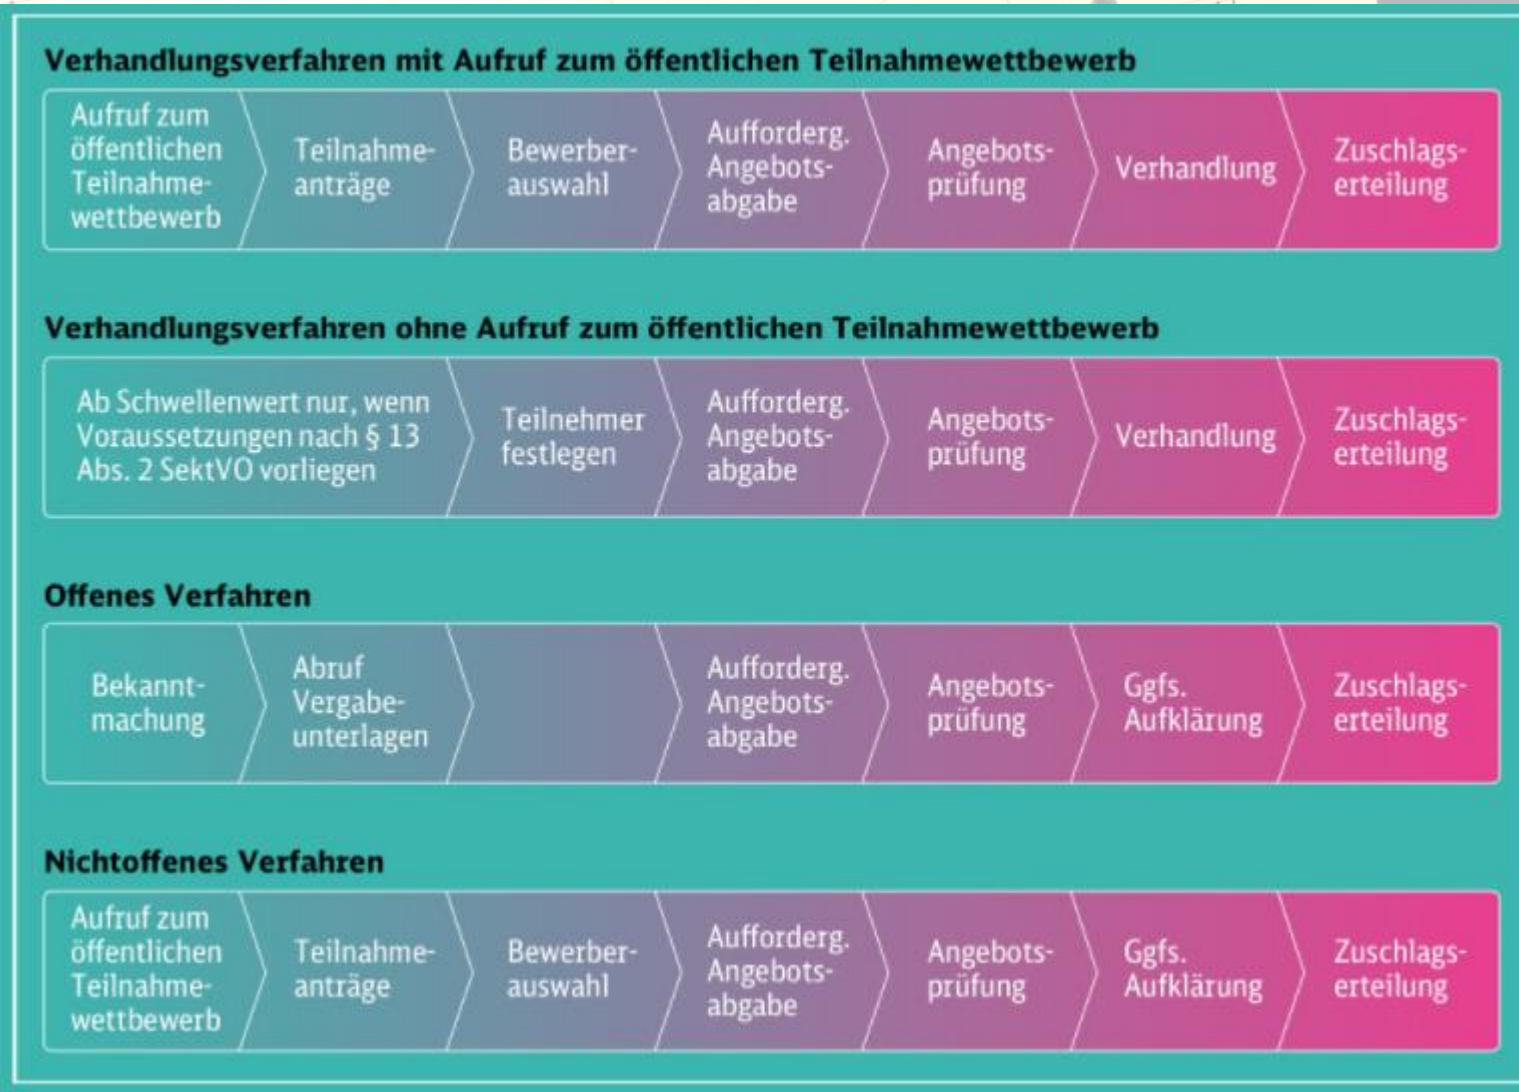 Verhandlungsverfahren mit Aufruf zum öffentlichen Teilnahmewettbewerb
Aufruf zum
öffentlichen
Teilnahme-
wettbewerb
Teilnahme-
anträge
Bewerber-
auswahl
Aufforderg.
Angebots-
abgabe
Angebots-
prüfung
Verhandlung
Zuschlags-
erteilung
Verhandlungsverfahren ohne Aufruf zum öffentlichen Teilnahmewettbewerb
Ab Schwellenwert nur, wenn
Voraussetzungen nach § 13
Abs. 2 SektVO vorliegen
Teilnehmer
festlegen
Aufforderg.
Angebots-
abgabe
Angebots-
prüfung
Verhandlung
Zuschlags-
erteilung
Offenes Verfahren
Bekannt-
machung
Abruf
Vergabe-
unterlagen
Aufforderg.
Angebots-
abgabe
Angebots-
prüfung
Ggfs.
Aufklärung
Zuschlags-
erteilung
Nichtoffenes Verfahren
Aufruf zum
öffentlichen
Teilnahme-
wettbewerb
Teilnahme-
anträge
Bewerber-
auswahl
Aufforderg.
Angebots-
abgabe
Angebots-
prüfung
Ggfs.
Aufklärung
Zuschlags-
erteilung